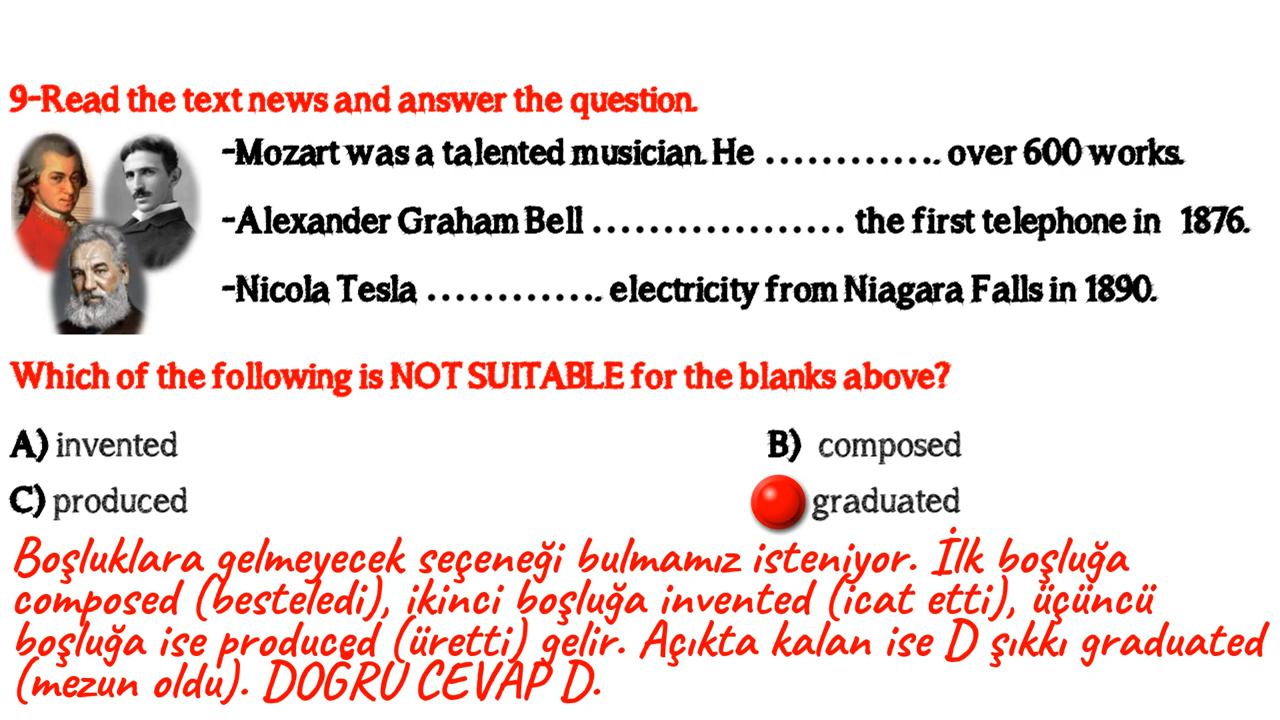 9-Read the text news and answer the question.
-Mozart was a talented musician. He ............. over 600 works.
-Alexander Graham Bell .................. the first telephone in 1876.
-Nicola Tesla ............. electricity from Niagara Falls in 1890.
Which of the following is NOT SUITABLE for the blanks above?
A) invented
B) composed
C) produced
graduated
Boşluklara gelmeyecek seçeneği bulmamız isteniyor. İlk boşluğa
composed (besteledi), ikinci boşluğa invented (icat etti), üçüncü
boşluğa ise produced (üretti) gelir. Açıkta kalan ise D şıkkı graduated
(mezun oldu). DOĞRU CEVAP D.